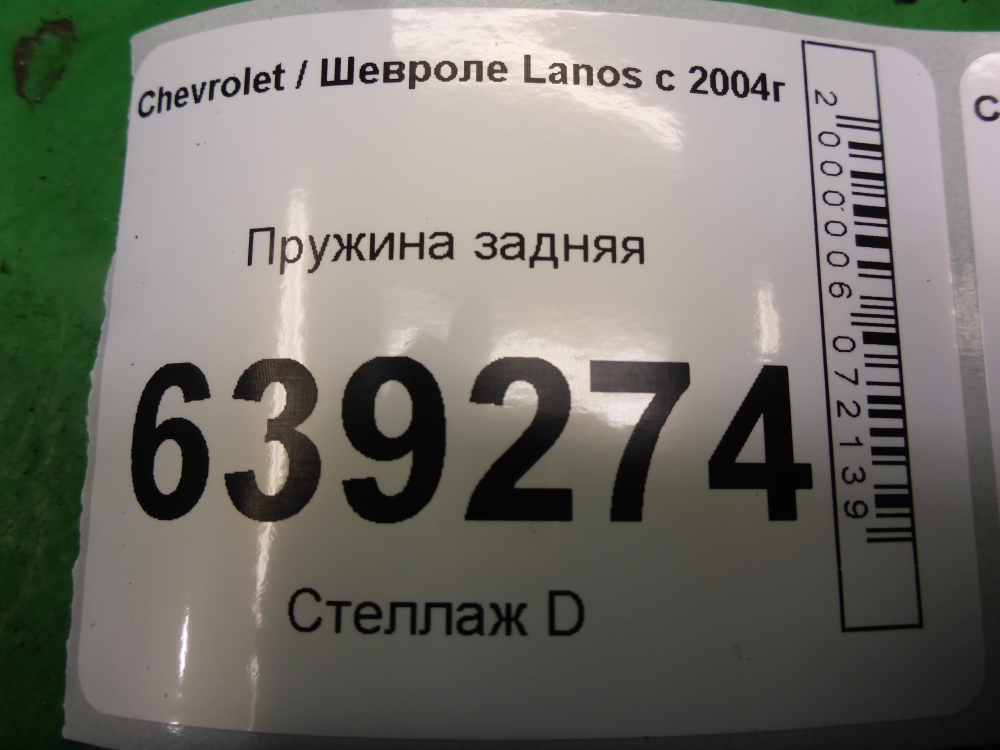 Chevrolet / Шевроле Lanos с 2004г
Пружина задняя
639274
Стеллаж D
2000006072139
С